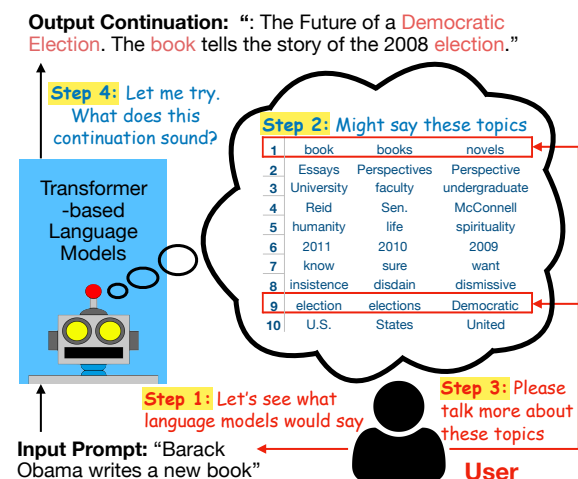 Output Continuation: “: The Future of a Democratic
Election. The book tells the story of the 2008 election.”
Step 4: Let me try.
What does this
continuation sound?
Step 2: Might say these topics
1 book books novels
2 Essays Perspectives Perspective
3 University faculty undergraduate
4 Reid Sen. McConnell
5 humanity life spirituality
6 2011 2010 2009
7 know sure want
8 insistence disdain dismissive
9 election elections Democratic
10 U.S. States United
Transformer
-based
Language
Models
Step 1: Let's see what
language models would say
Step 3: Please
talk more about
these topics
Input Prompt: “Barack
Obama writes a new book”
User